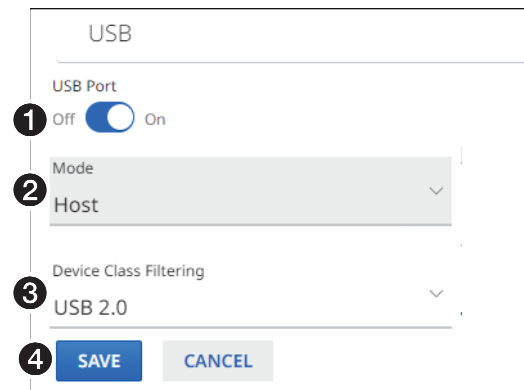 USB
USB Port
1 Off On
2 Mode
Host
Device Class Filtering
3 USB 2.0
4 SAVE CANCEL